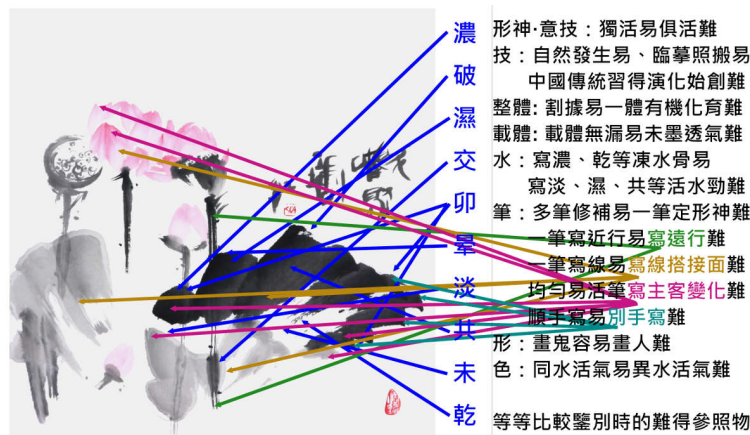 濃
破
濕
交
卯
暈
淡
共
未
乾
形神·意技：獨活易俱活難
技：自然發生易、臨摹照搬易
中國傳統習得演化始創難
整體: 割據易一體有機化育難
載體: 載體無漏易未墨透氣難
水：寫濃、乾等凍水骨易
寫淡、濕、共等活水勁難
筆：多筆修補易一筆定形神難
一筆寫近行易寫遠行難
一筆寫線易寫線搭接面難
均勻易活筆寫主客變化難
順手寫易別手寫難
形：畫鬼容易畫人難
色：同水活氣易異水活氣難
等等比較鑒別時的難得參照物